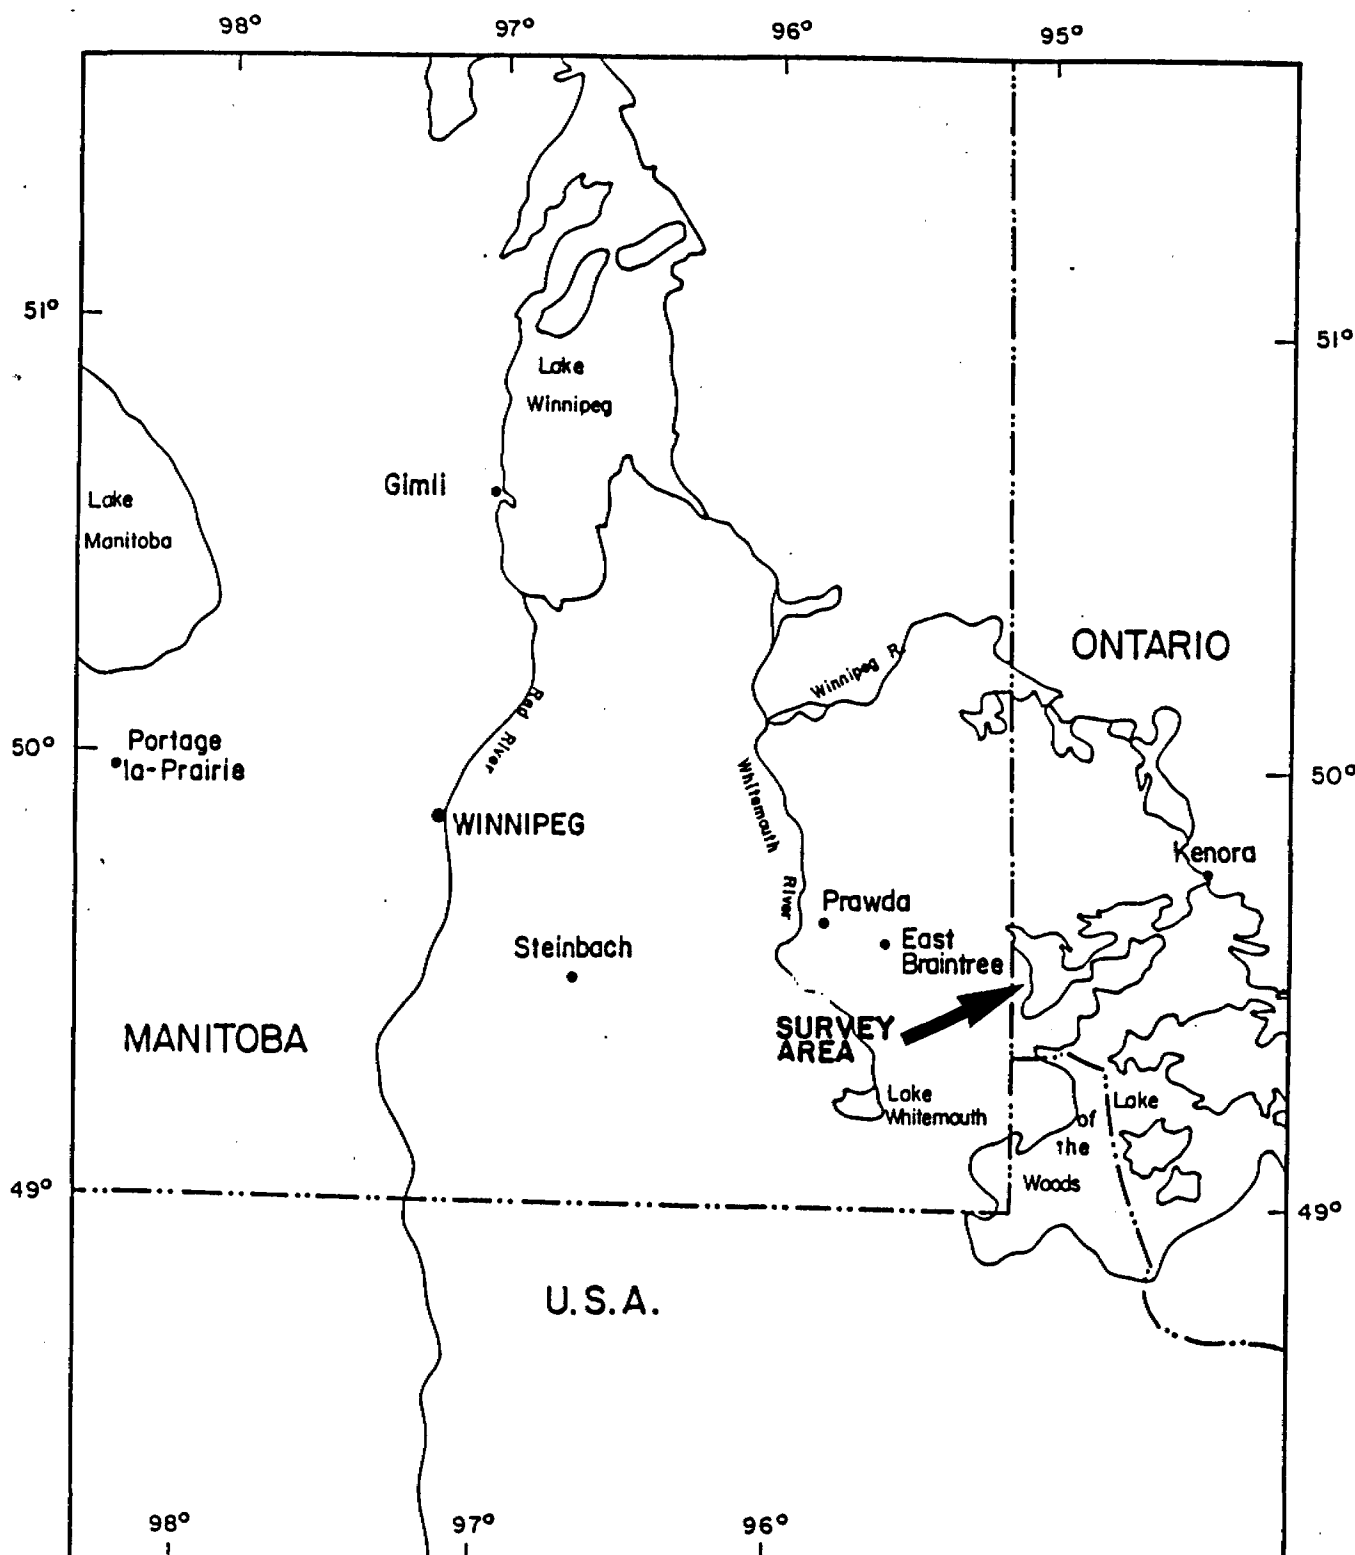 98° 97° 96° 95°
51°
51°
Lake
Winnipeg
Gimli
Lake
Manitoba
ONTARIO
Winnipeg R.
Red River
Portage
la-Prairie
50°
50°
Whitemouth River
WINNIPEG
Kenora
Prawda
East
Braintree
Steinbach
SURVEY
AREA
MANITOBA
Lake
Whitemouth
Lake
of
the
Woods
49°
49°
U.S.A.
98° 97° 96°